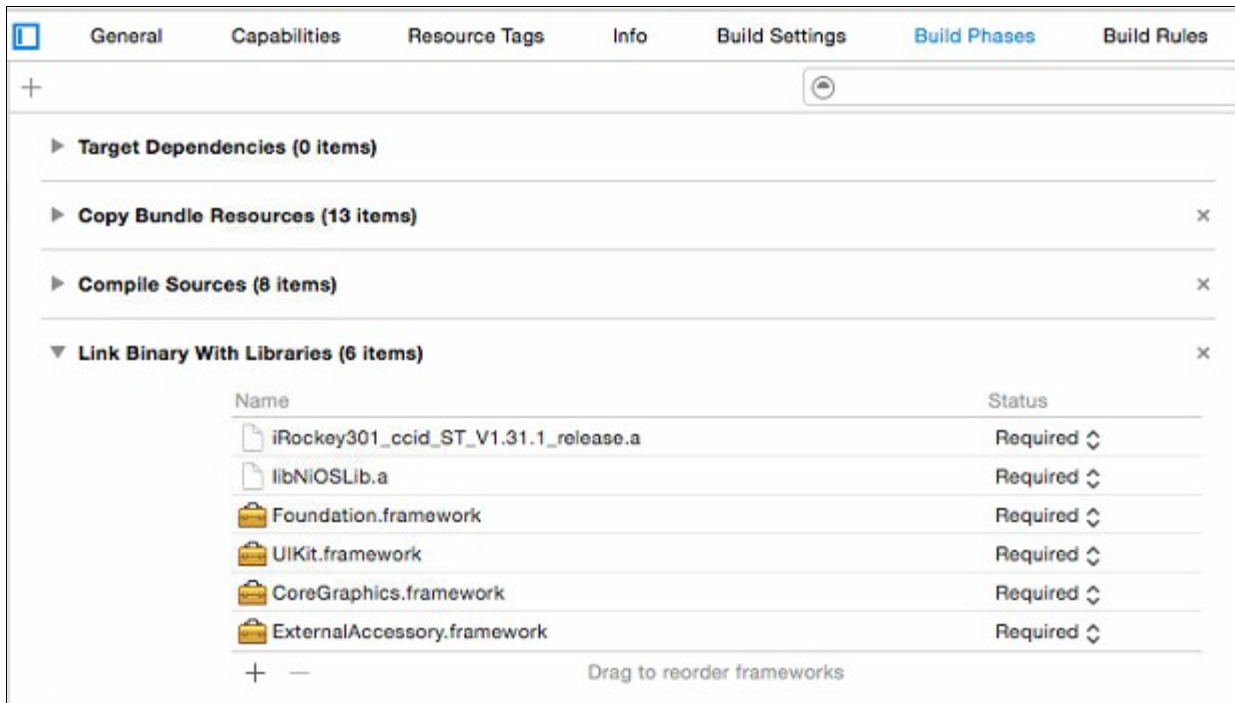 General Capabilities Resource Tags Info Build Settings Build Phases Build Rules
Target Dependencies (0 items)
Copy Bundle Resources (13 items)
Compile Sources (8 items)
Link Binary With Libraries (6 items)
Name Status
iRockey301_ccid_ST_V1.31.1_release.a Required
libNiOSLib.a Required
Foundation.framework Required
UIKit.framework Required
CoreGraphics.framework Required
ExternalAccessory.framework Required
Drag to reorder frameworks